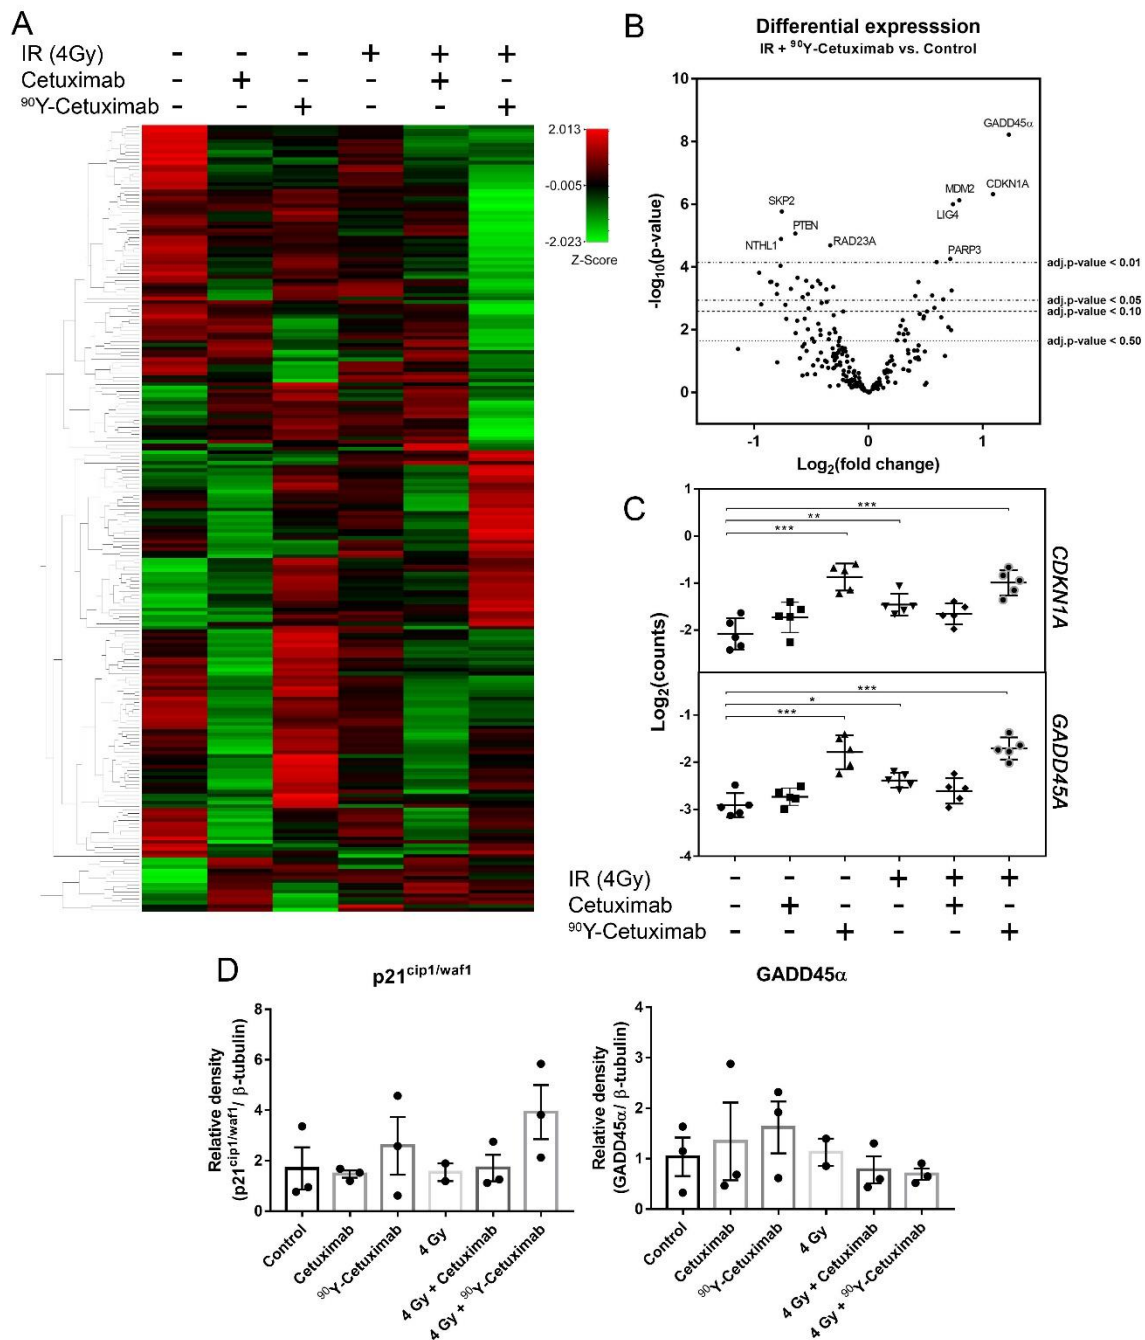 A
IR (4Gy) - - - + + +
Cetuximab - + - - + -
⁹⁰Y-Cetuximab - - + - - +
2.013
-0.005
-2.023
Z-Score
B
Differential expresssion
IR + ⁹⁰Y-Cetuximab vs. Control
10
8
6
4
2
0
-log₁₀(p-value)
GADD45α
CDKN1A
MDM2
LIG4
PARP3
SKP2
PTEN
NTHL1
RAD23A
adj.p-value < 0.01
adj.p-value < 0.05
adj.p-value < 0.10
adj.p-value < 0.50
-1 0 1
Log₂(fold change)
C
1
0
-1
-2
***
**
***
CDKN1A
Log₂(counts)
-1
-2
-3
-4
***
*
***
GADD45A
IR (4Gy) - - - + + +
Cetuximab - + - - + -
⁹⁰Y-Cetuximab - - + - - +
D
p21ᶜⁱᵖ¹/ʷᵃᶠ¹
Relative density
(p21ᶜⁱᵖ¹/ʷᵃᶠ¹/ β-tubulin)
8
6
4
2
0
Control
Cetuximab
⁹⁰Y-Cetuximab
4 Gy
4 Gy + Cetuximab
4 Gy + ⁹⁰Y-Cetuximab
GADD45α
Relative density
(GADD45α/ β-tubulin)
4
3
2
1
0
Control
Cetuximab
⁹⁰Y-Cetuximab
4 Gy
4 Gy + Cetuximab
4 Gy + ⁹⁰Y-Cetuximab